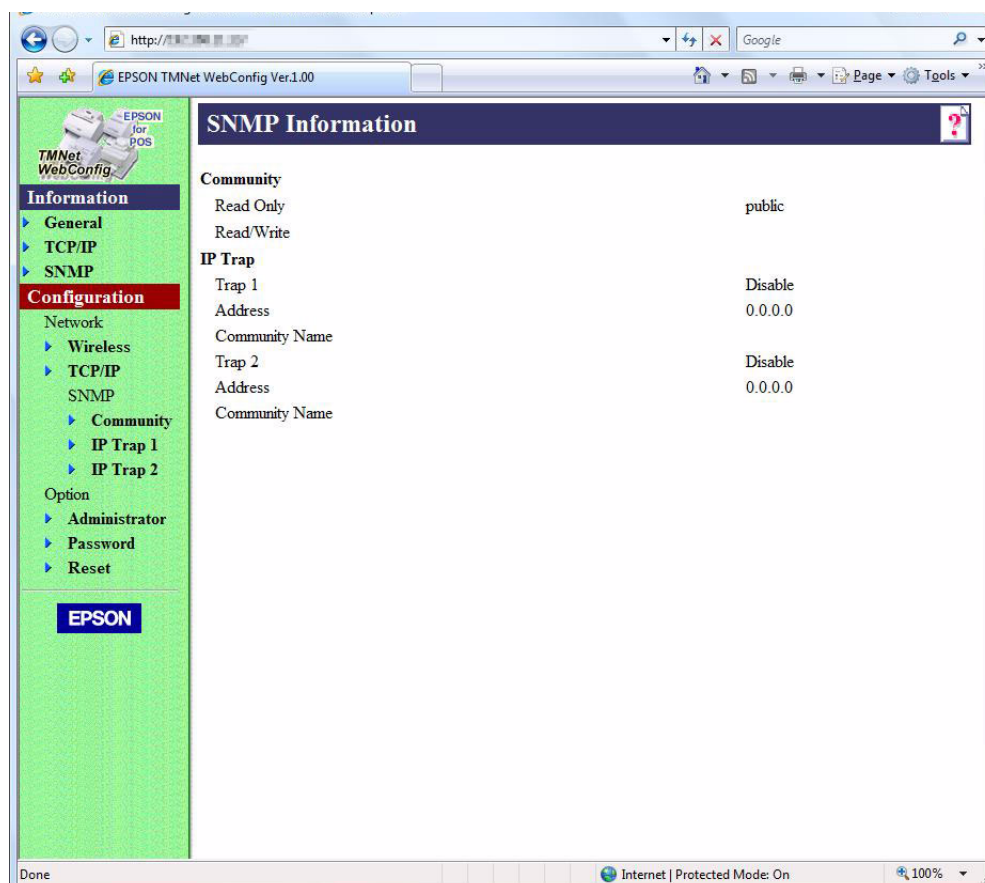 http://
Google
EPSON TMNet WebConfig Ver.1.00
Page
Tools
EPSON
for
POS
TMNet
WebConfig
Information
General
TCP/IP
SNMP
Configuration
Network
Wireless
TCP/IP
SNMP
Community
IP Trap 1
IP Trap 2
Option
Administrator
Password
Reset
EPSON
SNMP Information
?
Community
Read Only public
Read/Write
IP Trap
Trap 1 Disable
Address 0.0.0.0
Community Name
Trap 2 Disable
Address 0.0.0.0
Community Name
Done
Internet | Protected Mode: On
100%